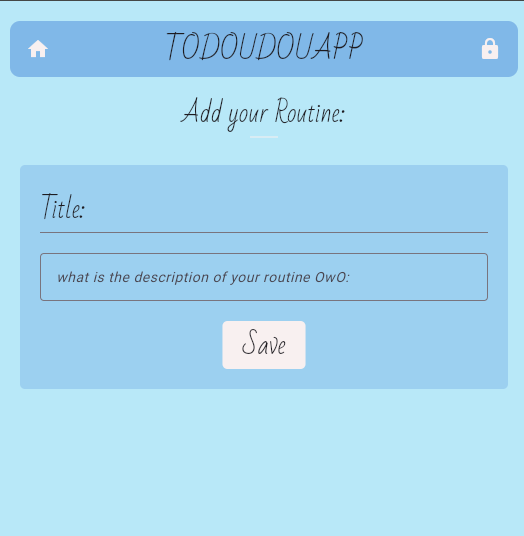 TODOUDOUAPP
Add your Routine:
Title:
what is the description of your routine OwO:
Save